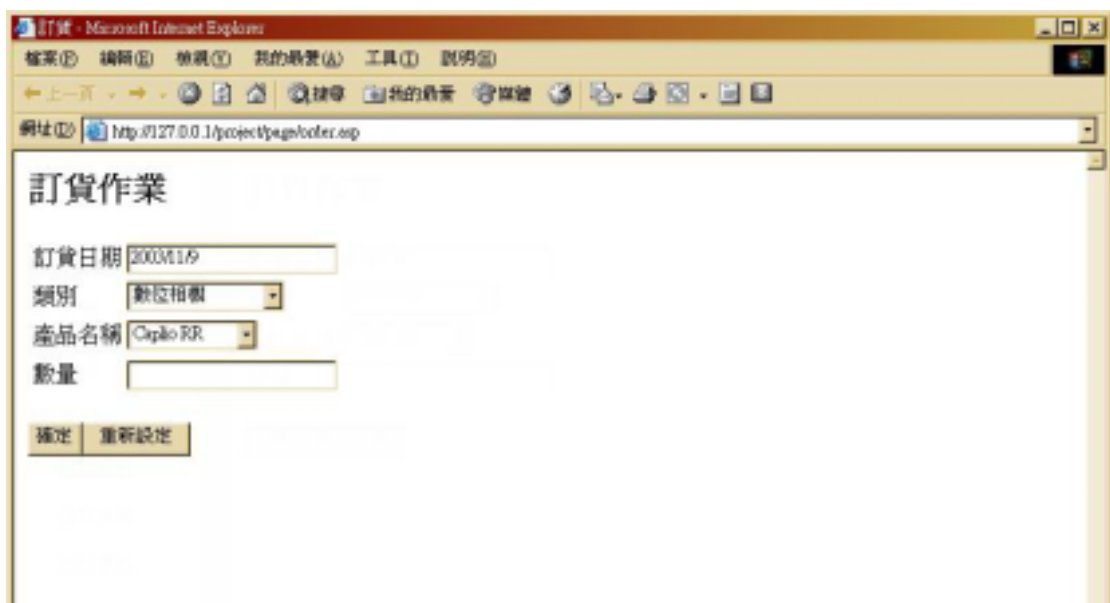 訂貨 - Microsoft Internet Explorer
檔案(F) 編輯(E) 檢視(V) 我的最愛(A) 工具(T) 說明(H)
上一頁 搜尋 我的最愛 媒體
網址(D) http://127.0.0.1/project/page/order.asp
訂貨作業
訂貨日期 2003/11/9
類別 數位相機
產品名稱 Caplio RR
數量
確定 重新設定